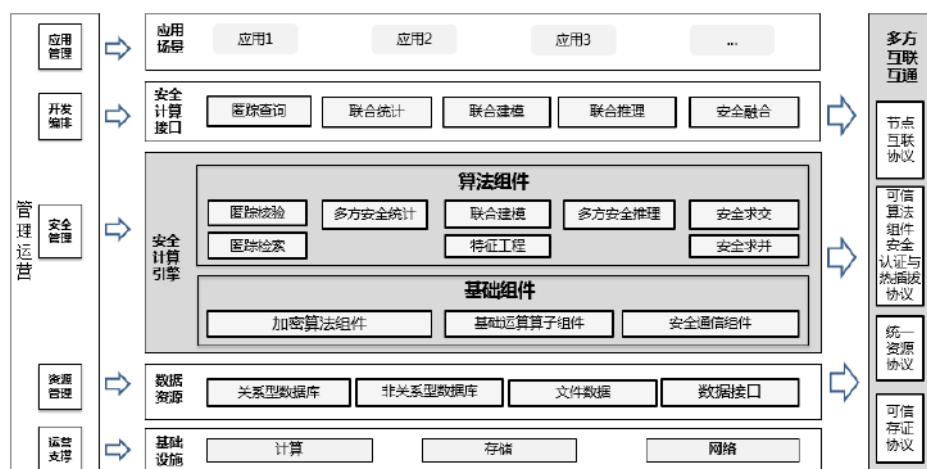 管理运营
应用
管理
开发
编排
安全
管理
资源
管理
运营
支撑
应用
场景
应用1
应用2
应用3
...
安全
计算
接口
匿踪查询
联合统计
联合建模
联合推理
安全融合
安全
计算
引擎
算法组件
匿踪核验
多方安全统计
联合建模
多方安全推理
安全求交
匿踪检索
特征工程
安全求并
基础组件
加密算法组件
基础运算算子组件
安全通信组件
数据
资源
关系型数据库
非关系型数据库
文件数据
数据接口
基础
设施
计算
存储
网络
多方
互联
互通
节点
互联
协议
可信
算法
组件
安全
认证与
热插拔
协议
统一
资源
协议
可信
存证
协议